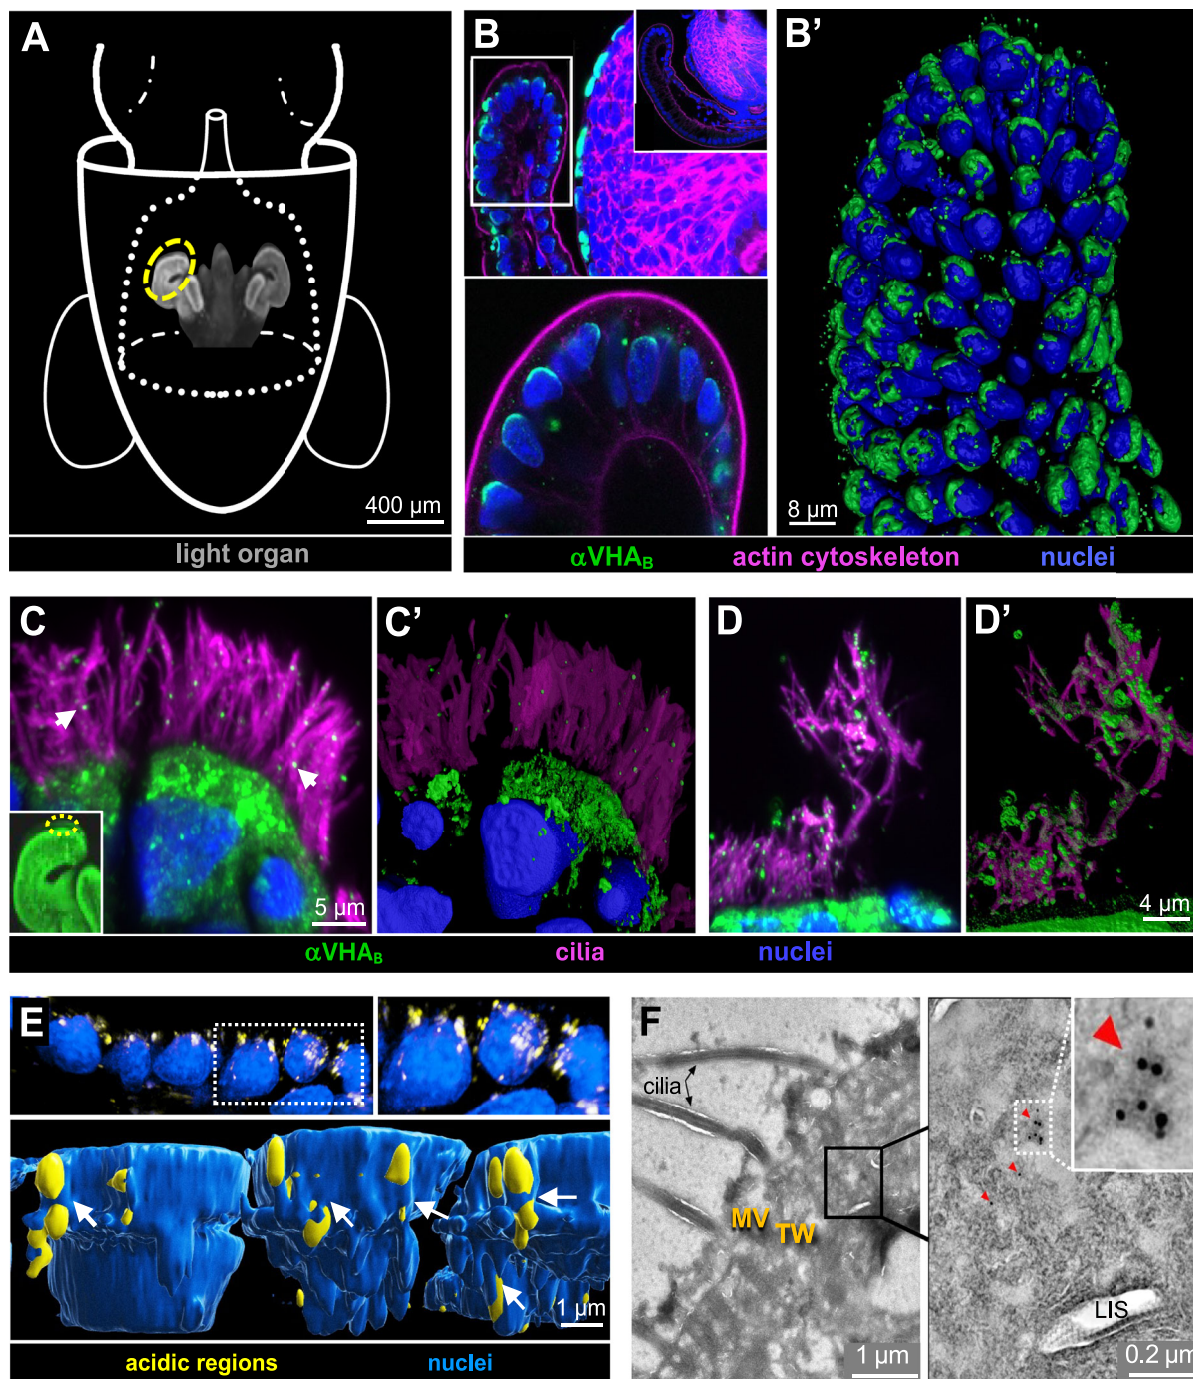 A
400 µm
light organ
B
B’
8 µm
αVHAB actin cytoskeleton nuclei
C
5 µm
C’
D
D’
4 µm
αVHAB cilia nuclei
E
1 µm
acidic regions nuclei
F
cilia
MV
TW
1 µm
LIS
0.2 µm